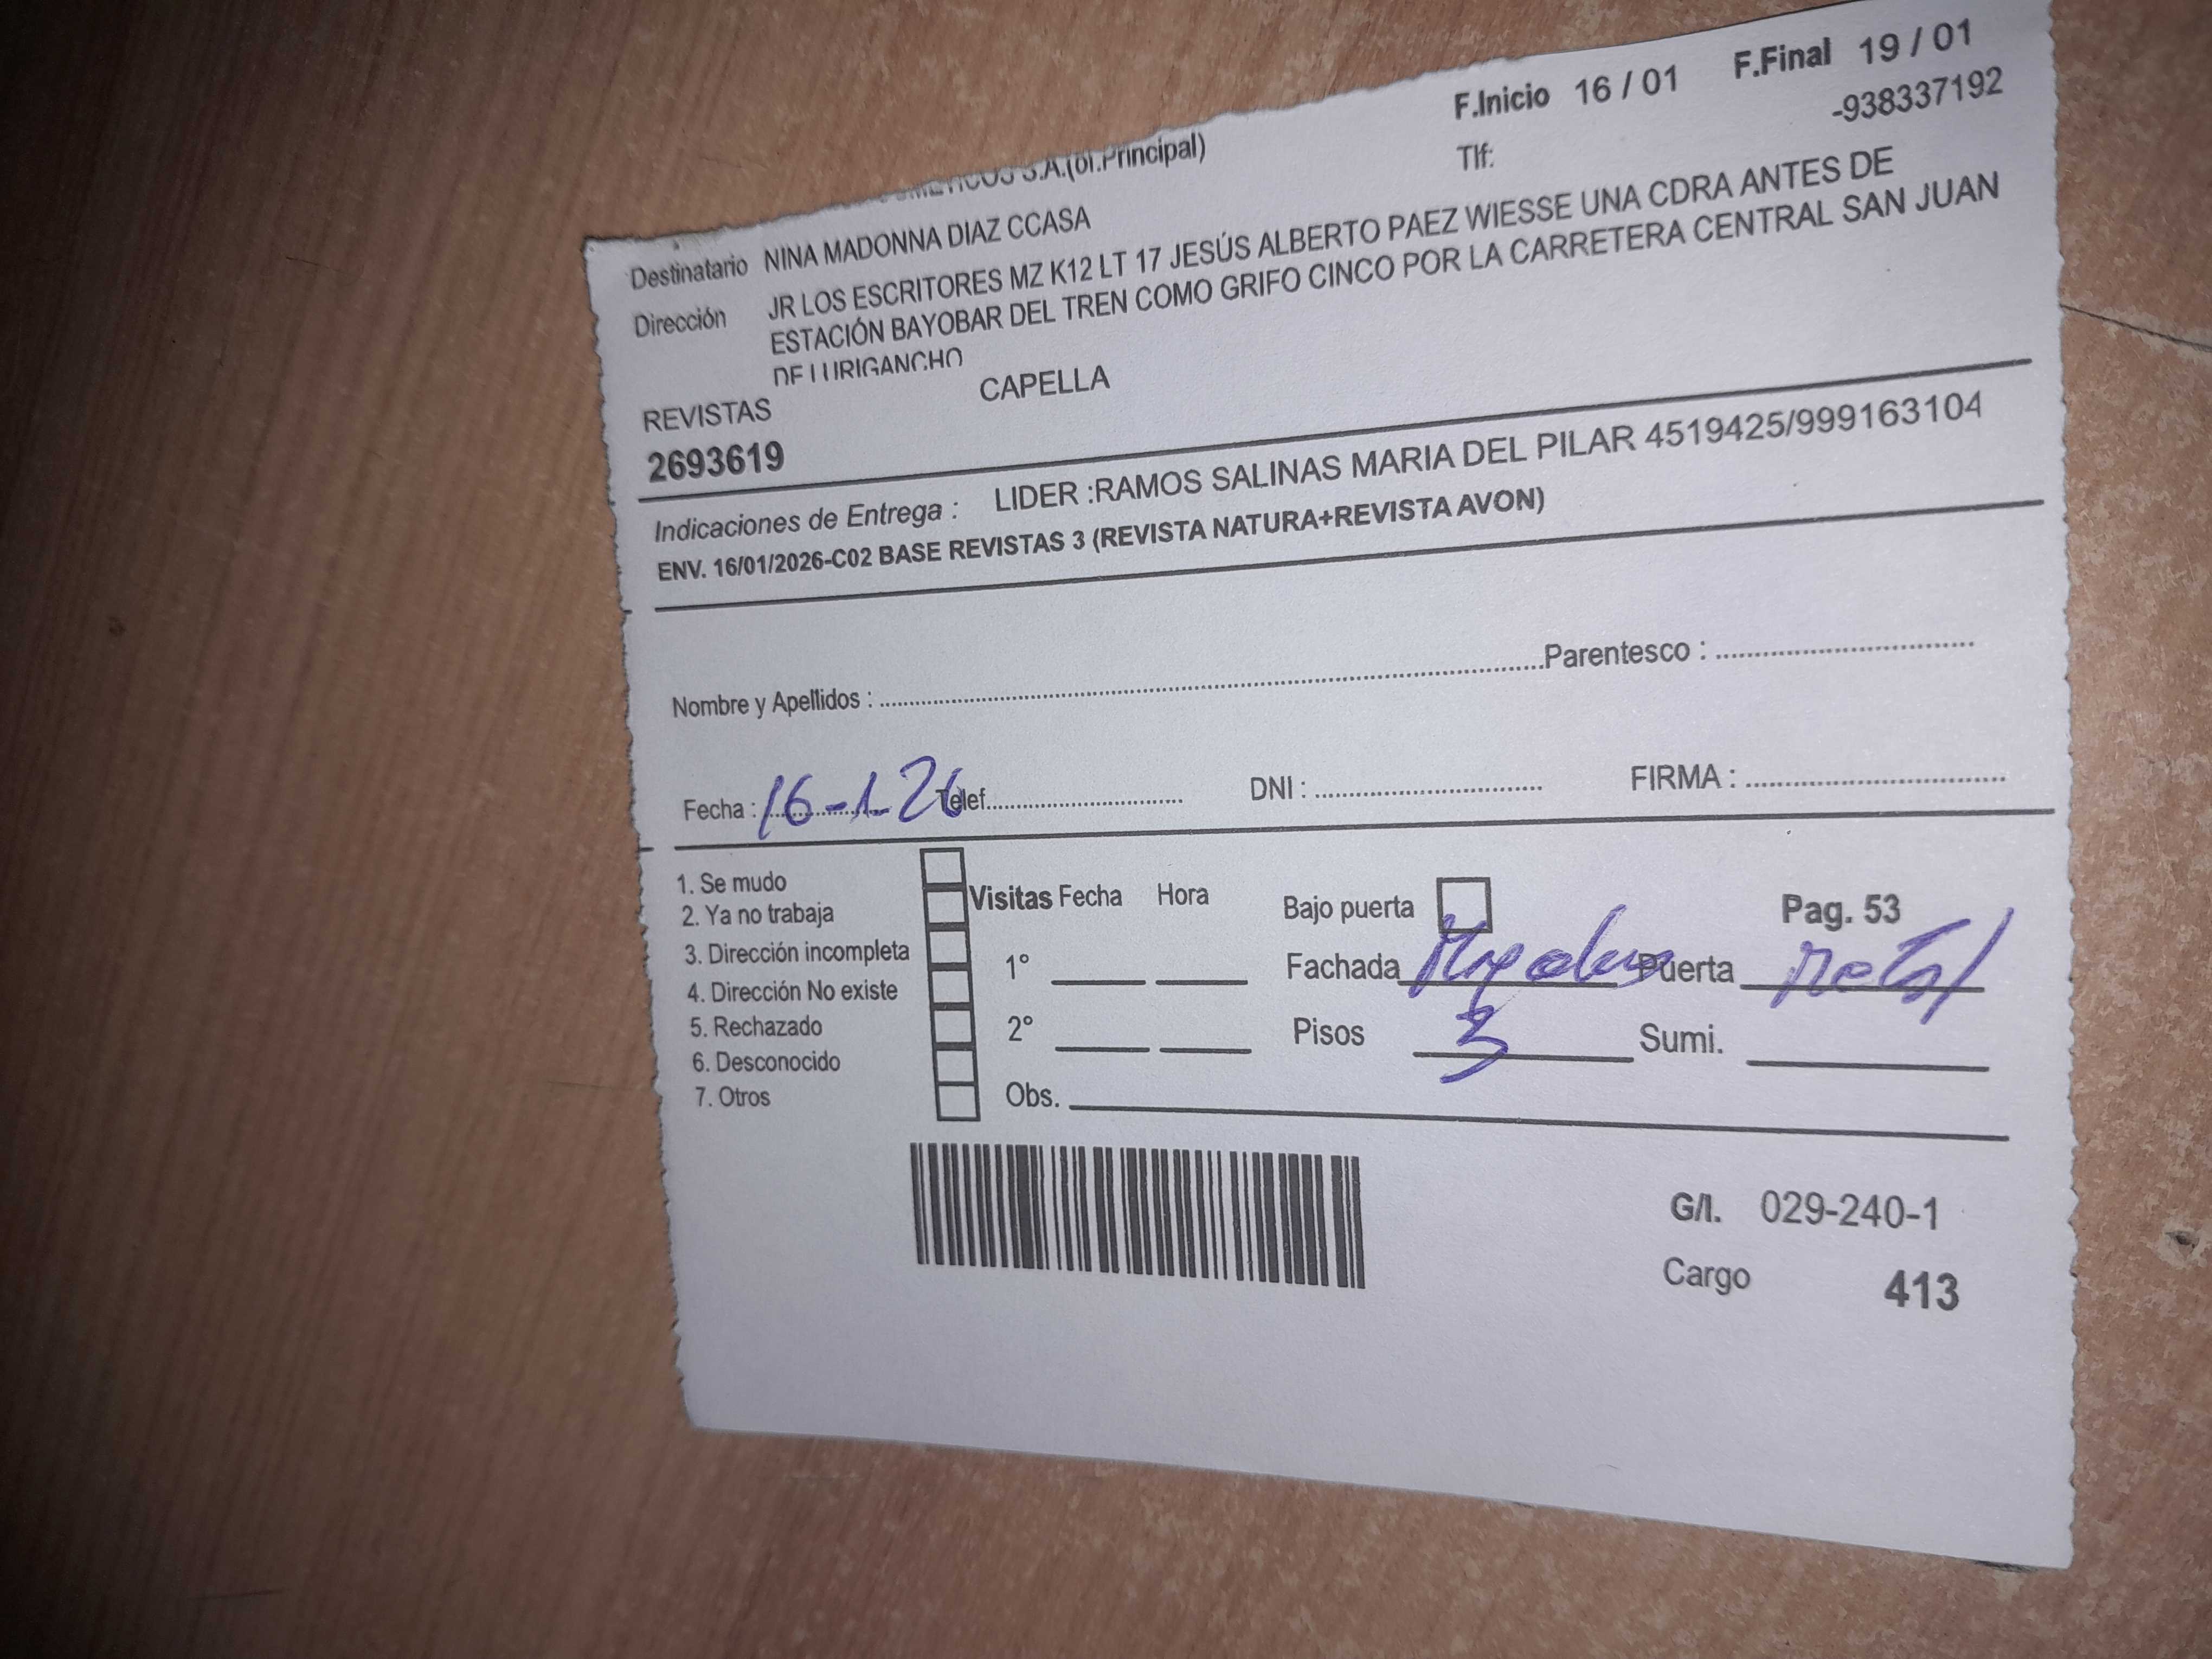 S.A.(of.Principal)
F.Inicio 16 / 01 F.Final 19 / 01
Tlf: -938337192
Destinatario NINA MADONNA DIAZ CCASA
Dirección JR LOS ESCRITORES MZ K12 LT 17 JESÚS ALBERTO PAEZ WIESSE UNA CDRA ANTES DE
ESTACIÓN BAYOBAR DEL TREN COMO GRIFO CINCO POR LA CARRETERA CENTRAL SAN JUAN
DE LURIGANCHO
REVISTAS CAPELLA
2693619
Indicaciones de Entrega : LIDER :RAMOS SALINAS MARIA DEL PILAR 4519425/999163104
ENV. 16/01/2026-C02 BASE REVISTAS 3 (REVISTA NATURA+REVISTA AVON)
Nombre y Apellidos : Parentesco :
Fecha : 16-1-26 Telef. DNI : FIRMA :
1. Se mudo
2. Ya no trabaja
3. Dirección incompleta
4. Dirección No existe
5. Rechazado
6. Desconocido
7. Otros
Visitas Fecha Hora
1°
2°
Obs.
Bajo puerta Pag. 53
Fachada Puerta Metal
Pisos 3 Sumi.
G/I. 029-240-1
Cargo 413